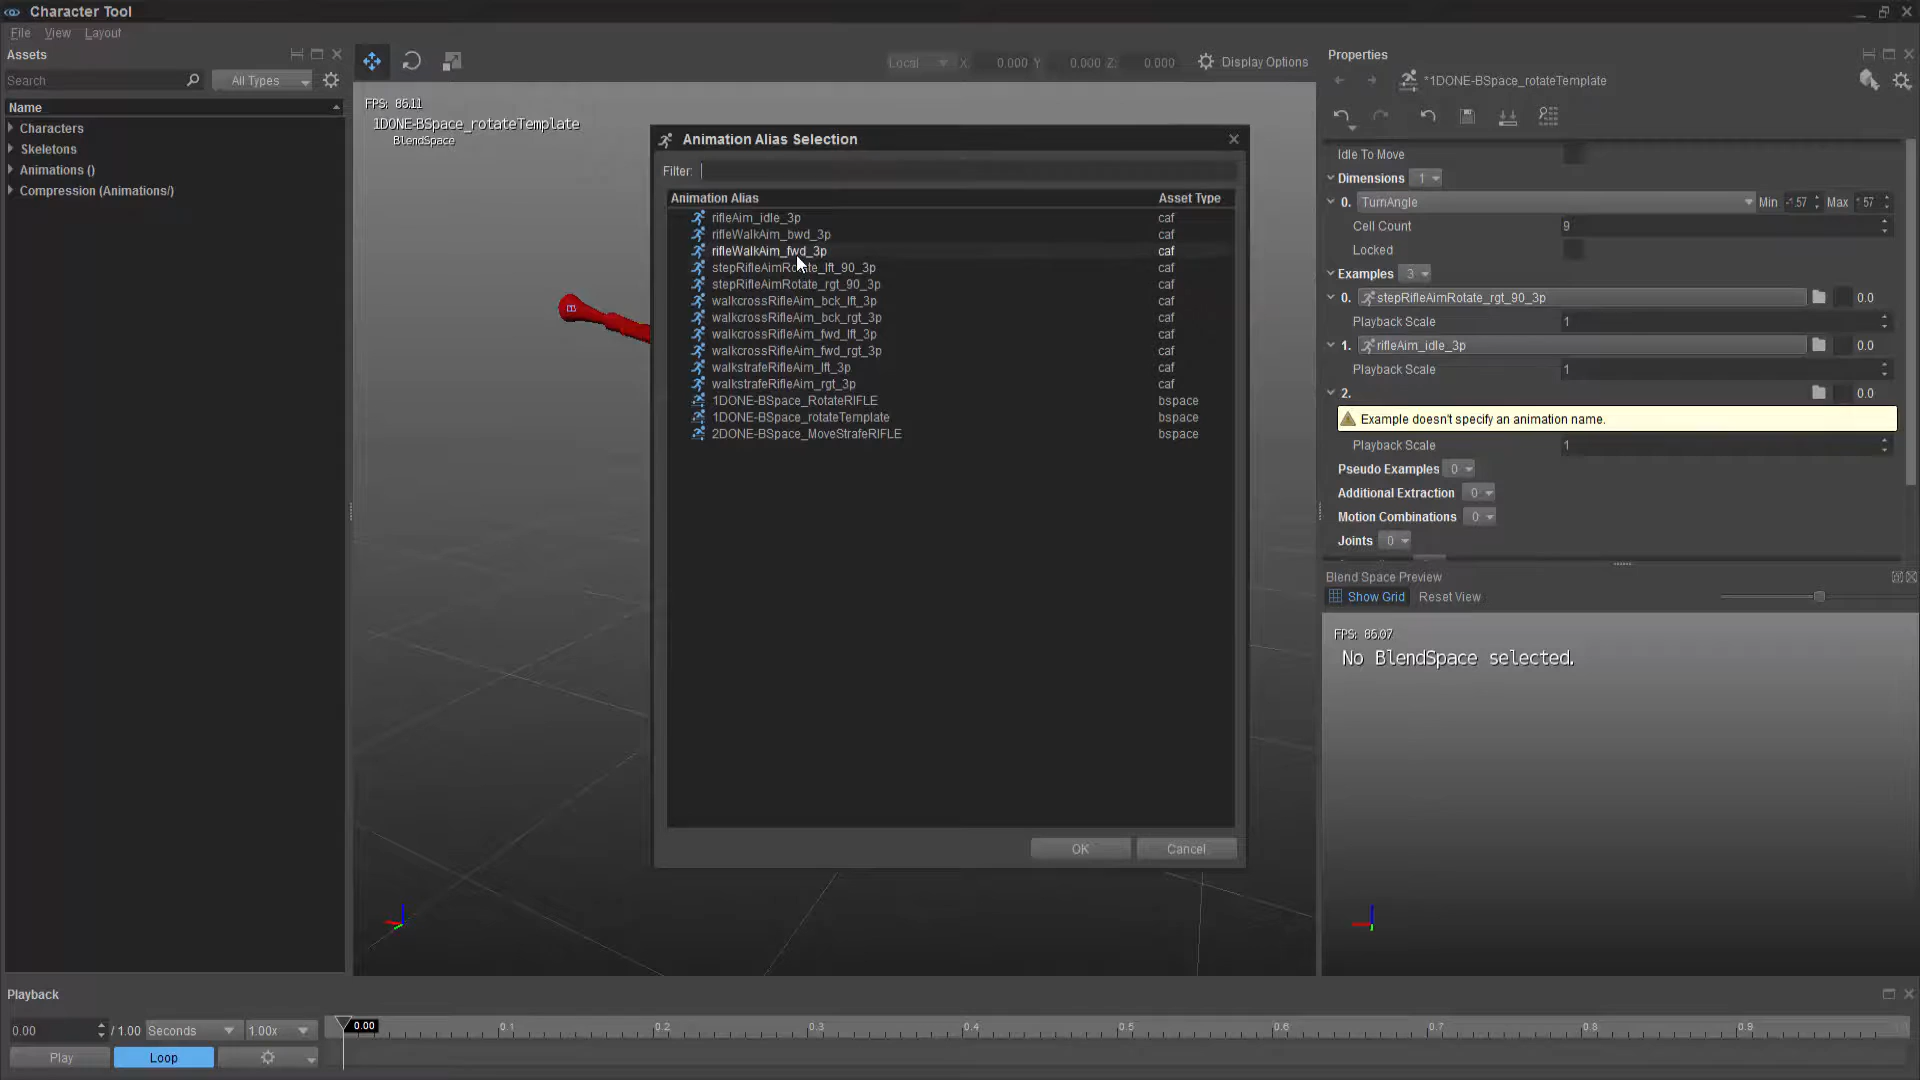 Character Tool
File View Layout
Assets
Search
All Types
Name
Characters
Skeletons
Animations ()
Compression (Animations/)
Local X: 0.000 Y 0.000 Z: 0.000 Display Options
FPS: 85.11
1DONE-BSpace_rotateTemplate
BlendSpace
Animation Alias Selection
Filter:
Animation Alias Asset Type
rifleAim_idle_3p caf
rifleWalkAim_bwd_3p caf
rifleWalkAim_fwd_3p caf
stepRifleAimRotate_lft_90_3p caf
stepRifleAimRotate_rgt_90_3p caf
walkcrossRifleAim_bck_lft_3p caf
walkcrossRifleAim_bck_rgt_3p caf
walkcrossRifleAim_fwd_lft_3p caf
walkcrossRifleAim_fwd_rgt_3p caf
walkstrafeRifleAim_lft_3p caf
walkstrafeRifleAim_rgt_3p caf
1DONE-BSpace_RotateRIFLE bspace
1DONE-BSpace_rotateTemplate bspace
2DONE-BSpace_MoveStrafeRIFLE bspace
OK Cancel
Properties
*1DONE-BSpace_rotateTemplate
Idle To Move
Dimensions 1
0. TurnAngle Min -1.57 Max 57
Cell Count 9
Locked
Examples 3
0. stepRifleAimRotate_rgt_90_3p 0.0
Playback Scale 1
1. rifleAim_idle_3p 0.0
Playback Scale 1
2. 0.0
Example doesn't specify an animation name.
Playback Scale 1
Pseudo Examples 0
Additional Extraction 0
Motion Combinations 0
Joints 0
Blend Space Preview
Show Grid Reset View
FPS: 86.07
No BlendSpace selected.
Playback
0.00 / 1.00 Seconds 1.00x
0.00 0.1 0.2 0.3 0.4 0.5 0.6 0.7 0.8 0.9
Play Loop